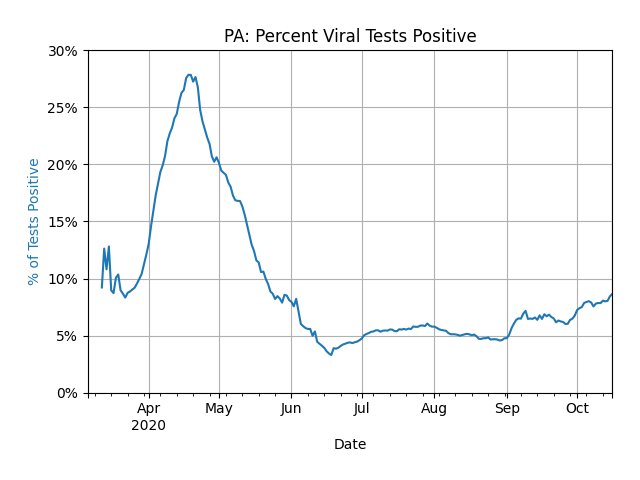 PA: Percent Viral Tests Positive
30%
25%
20%
15%
10%
5%
0%
% of Tests Positive
Apr May Jun Jul Aug Sep Oct
2020
Date